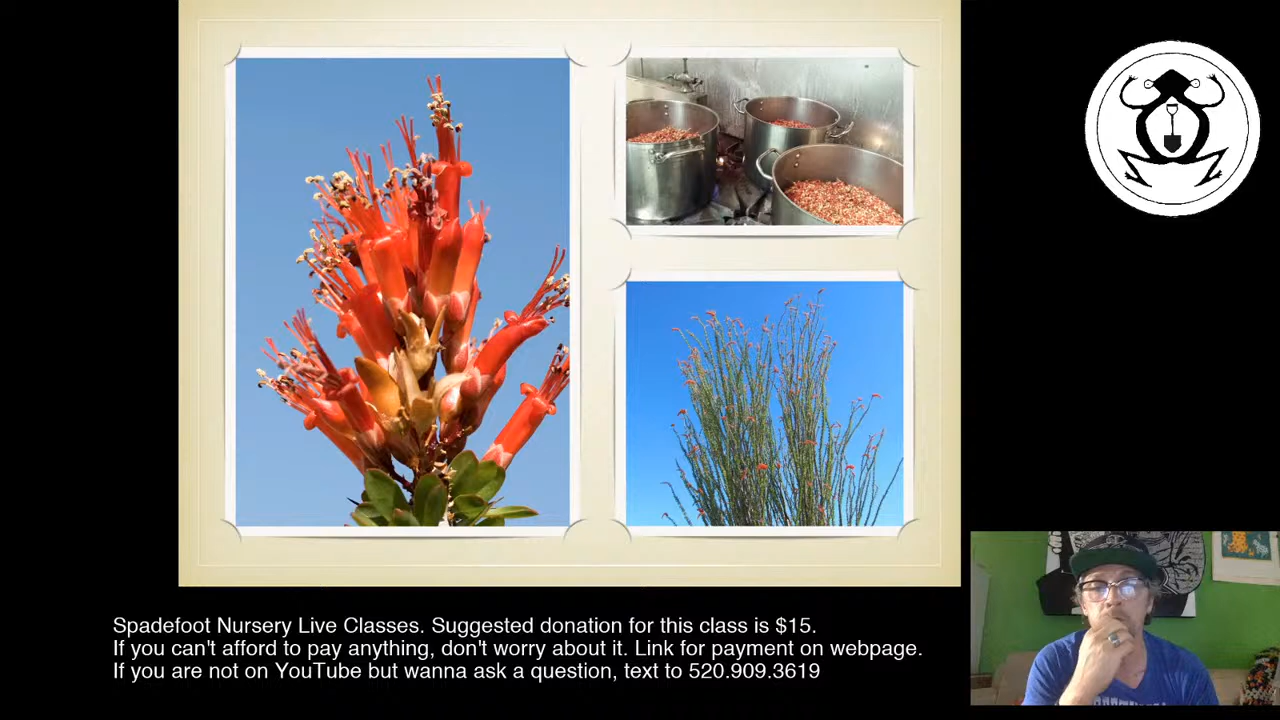 Spadefoot Nursery Live Classes. Suggested donation for this class is $15.
If you can't afford to pay anything, don't worry about it. Link for payment on webpage.
If you are not on YouTube but wanna ask a question, text to 520.909.3619